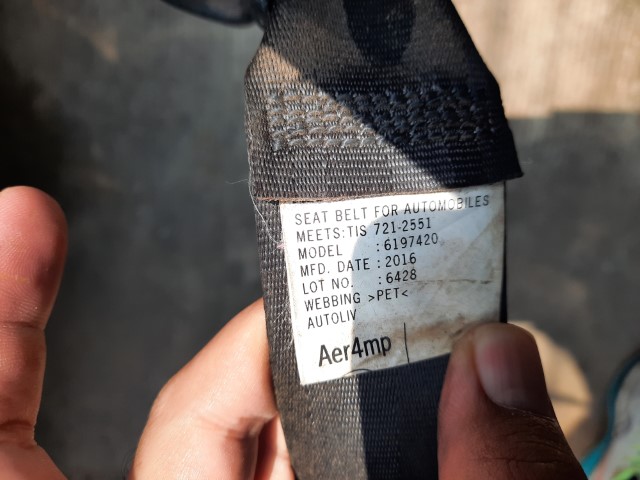 SEAT BELT FOR AUTOMOBILES
MEETS:TIS 721-2551
MODEL :6197420
MFD. DATE :2016
LOT NO. :6428
WEBBING >PET<
AUTOLIV
Aer4mp